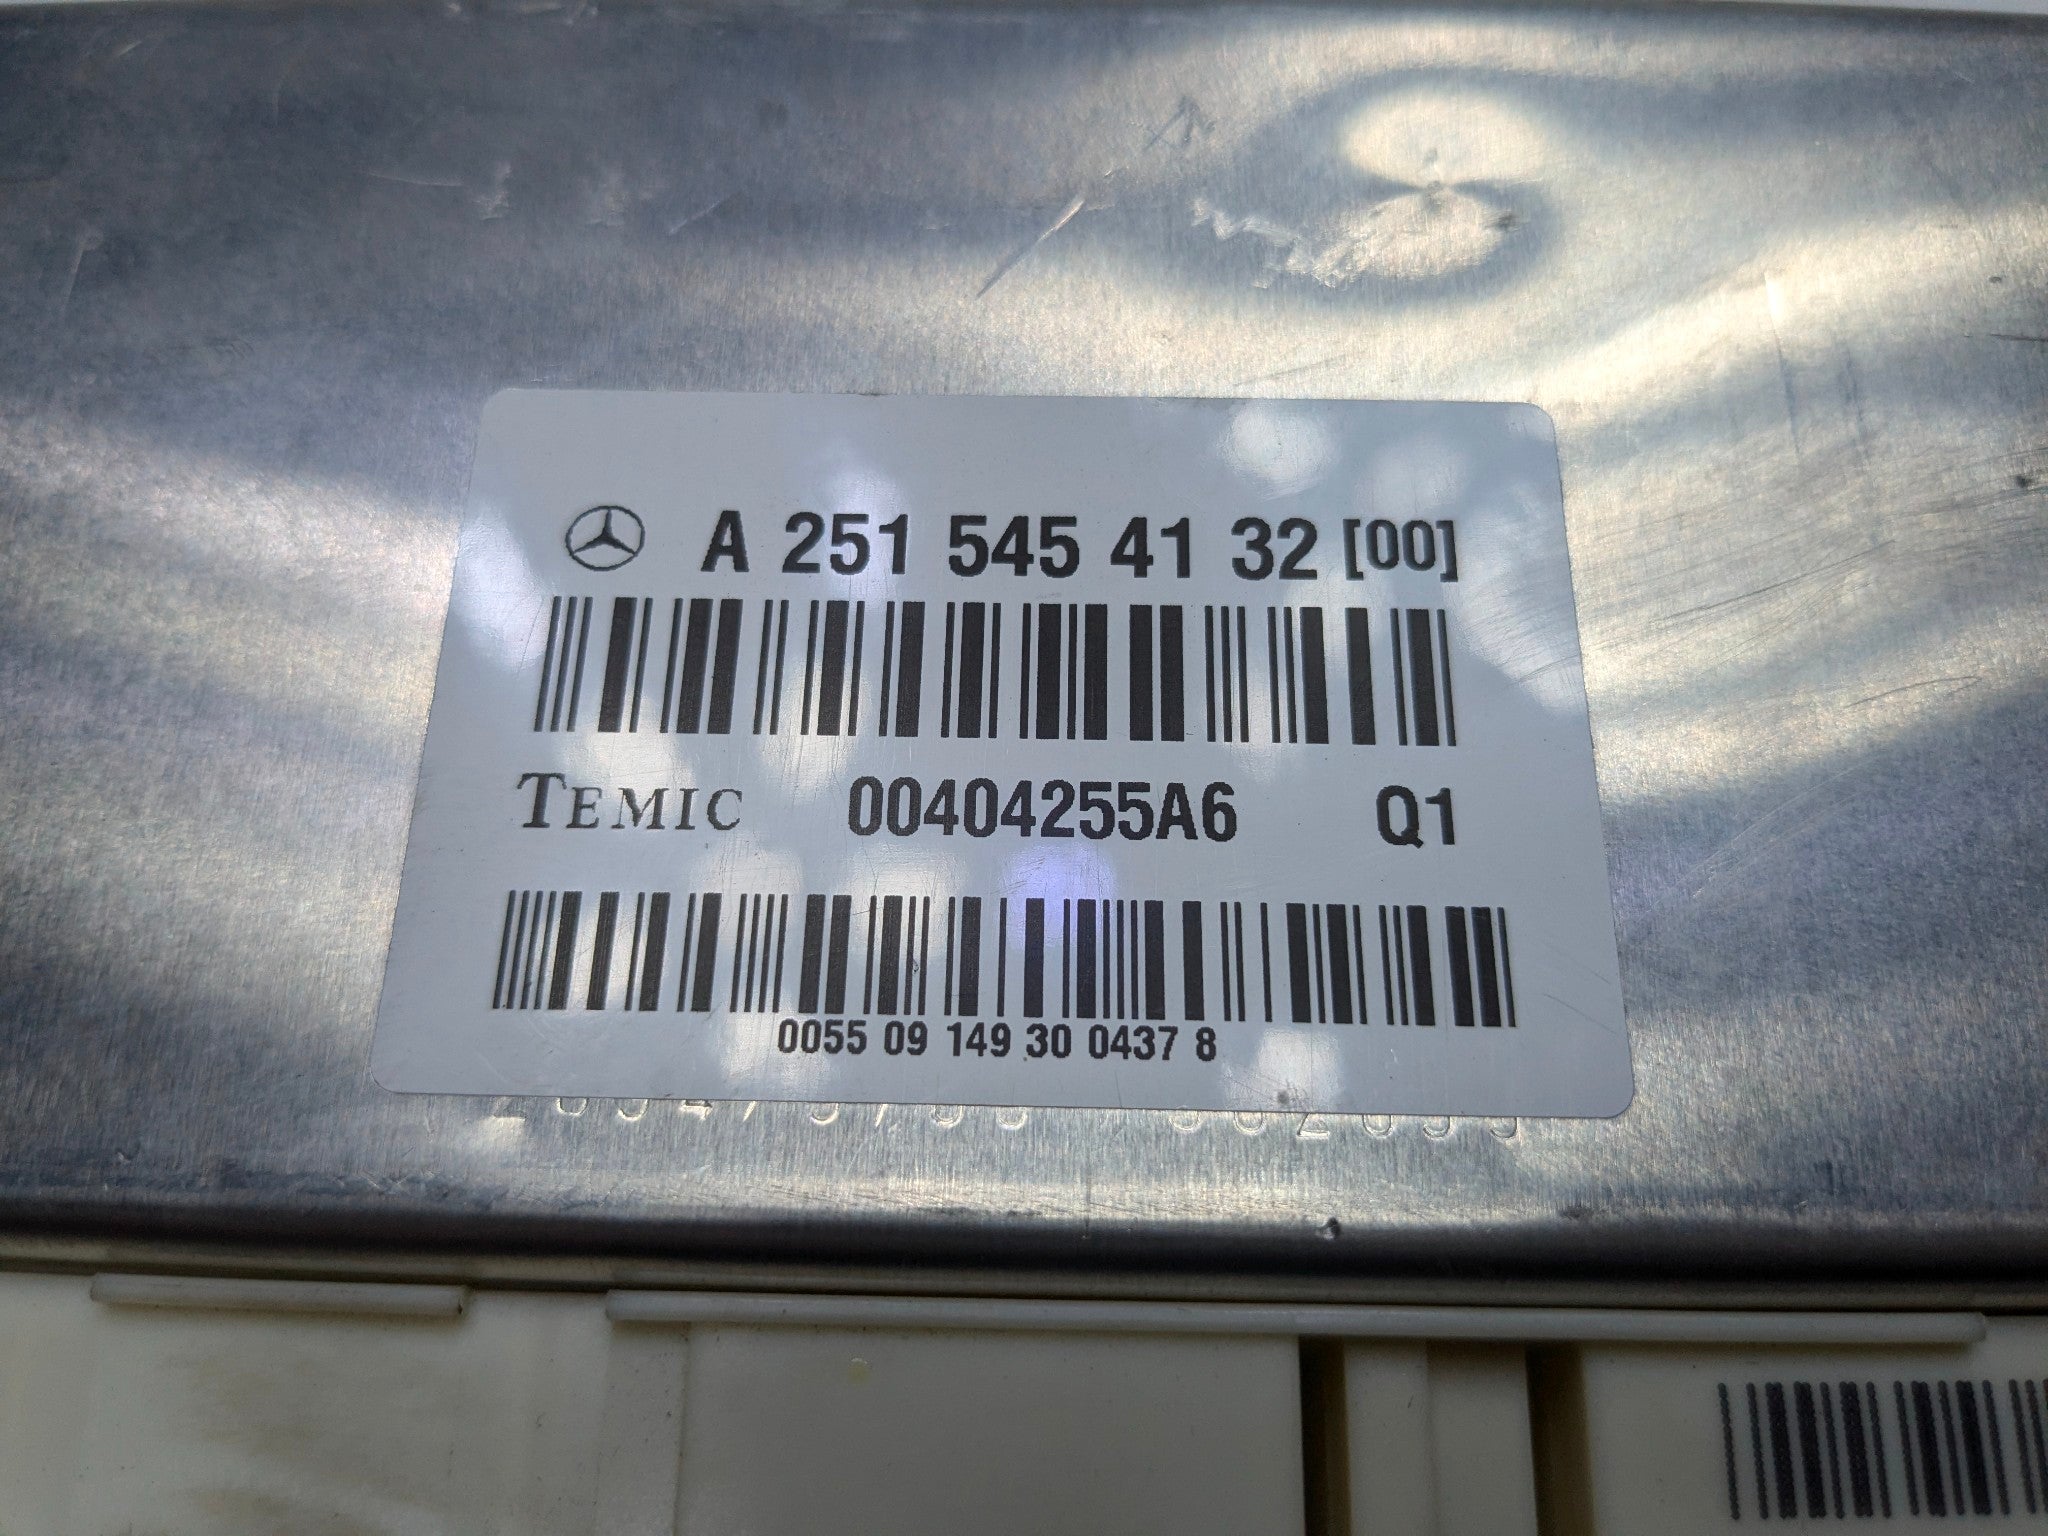 A 251 545 41 32 [00]
TEMIC 00404255A6 Q1
0055 09 149 30 0437 8